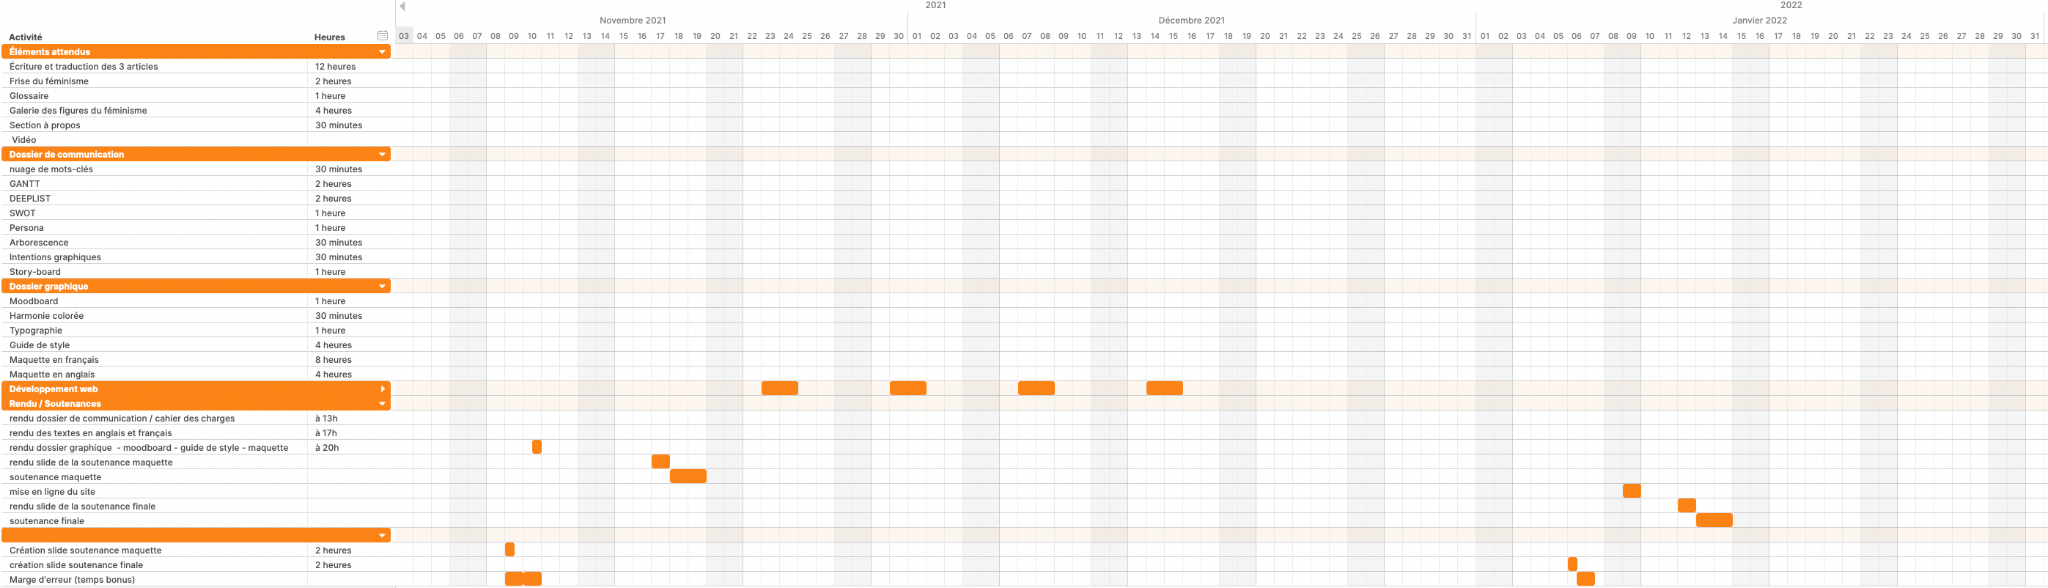 2021 2022
Novembre 2021 Décembre 2021 Janvier 2022
Activité Heures 03 04 05 06 07 08 09 10 11 12 13 14 15 16 17 18 19 20 21 22 23 24 25 26 27 28 29 30 01 02 03 04 05 06 07 08 09 10 11 12 13 14 15 16 17 18 19 20 21 22 23 24 25 26 27 28 29 30 31 01 02 03 04 05 06 07 08 09 10 11 12 13 14 15 16 17 18 19 20 21 22 23 24 25 26 27 28 29 30 31
Éléments attendus
Écriture et traduction des 3 articles 12 heures
Frise du féminisme 2 heures
Glossaire 1 heure
Galerie des figures du féminisme 4 heures
Section à propos 30 minutes
Vidéo
Dossier de communication
nuage de mots-clés 30 minutes
GANTT 2 heures
DEEPLIST 2 heures
SWOT 1 heure
Persona 1 heure
Arborescence 30 minutes
Intentions graphiques 30 minutes
Story-board 1 heure
Dossier graphique
Moodboard 1 heure
Harmonie colorée 30 minutes
Typographie 1 heure
Guide de style 4 heures
Maquette en français 8 heures
Maquette en anglais 4 heures
Développement web
Rendu / Soutenances
rendu dossier de communication / cahier des charges à 13h
rendu des textes en anglais et français à 17h
rendu dossier graphique - moodboard - guide de style - maquette à 20h
rendu slide de la soutenance maquette
soutenance maquette
mise en ligne du site
rendu slide de la soutenance finale
soutenance finale
Création slide soutenance maquette 2 heures
création slide soutenance finale 2 heures
Marge d'erreur (temps bonus)